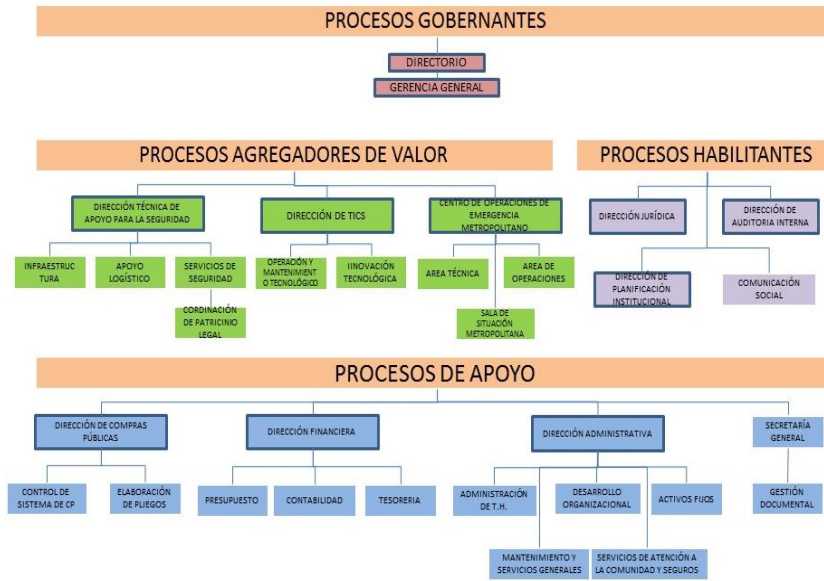 PROCESOS GOBERNANTES
DIRECTORIO
GERENCIA GENERAL
PROCESOS AGREGADORES DE VALOR
DIRECCIÓN TÉCNICA DE
APOYO PARA LA SEGURIDAD
DIRECCIÓN DE TICS
CENTRO DE OPERACIONES DE
EMERGENCIA
METROPOLITANO
INFRAESTRUC
TURA
APOYO
LOGÍSTICO
SERVICIOS DE
SEGURIDAD
OPERACIÓN Y
MANTENIMIENT
O TECNOLÓGICO
IINOVACIÓN
TECNOLÓGICA
AREA TÉCNICA
AREA DE
OPERACIONES
CORDINACIÓN
DE PATRICINIO
LEGAL
SALA DE
SITUACIÓN
METROPOLITANA
PROCESOS HABILITANTES
DIRECCIÓN JURÍDICA
DIRECCIÓN DE
AUDITORIA INTERNA
DIRECCIÓN DE
PLANIFICACIÓN
INSTITUCIONAL
COMUNICACIÓN
SOCIAL
PROCESOS DE APOYO
DIRECCIÓN DE COMPRAS
PÚBLICAS
DIRECCIÓN FINANCIERA
DIRECCIÓN ADMINISTRATIVA
SECRETARÍA
GENERAL
CONTROL DE
SISTEMA DE CP
ELABORACIÓN
DE PLIEGOS
PRESUPUESTO
CONTABILIDAD
TESORERIA
ADMINISTRACIÓN
DE T.H.
DESARROLLO
ORGANIZACIONAL
ACTIVOS FIJOS
GESTIÓN
DOCUMENTAL
MANTENIMIENTO Y
SERVICIOS GENERALES
SERVICIOS DE ATENCIÓN A
LA COMUNIDAD Y SEGUROS